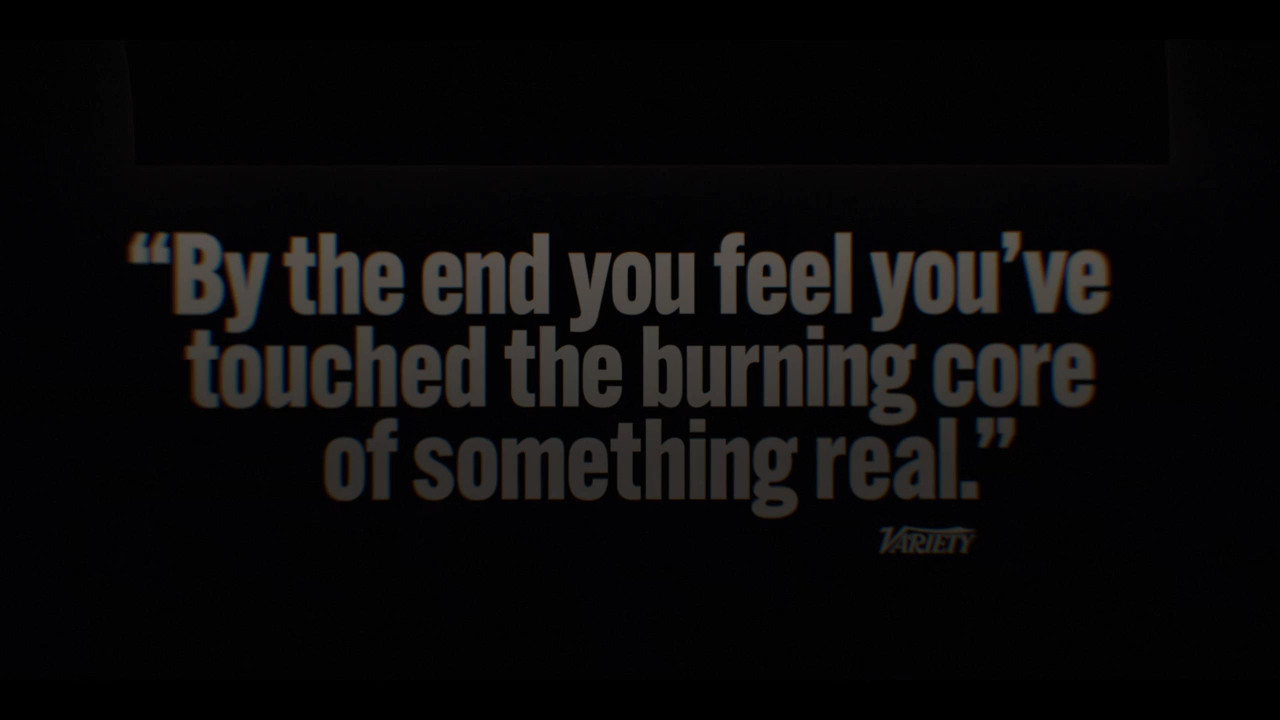 “By the end you feel you’ve
touched the burning core
of something real.”
VARIETY